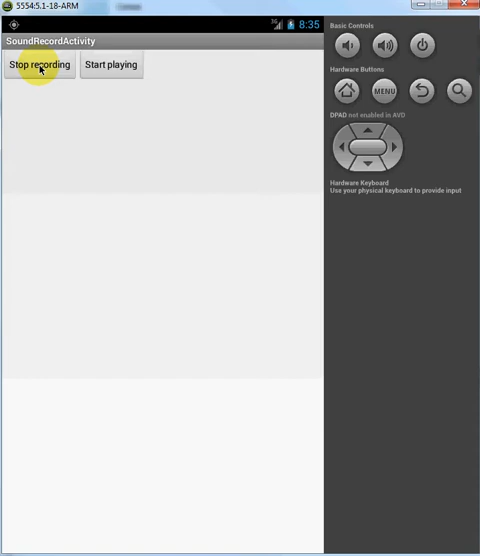 5554:5.1-18-ARM
3G 8:35
SoundRecordActivity
Stop recording Start playing
Basic Controls
Hardware Buttons
MENU
DPAD not enabled in AVD
Hardware Keyboard
Use your physical keyboard to provide input